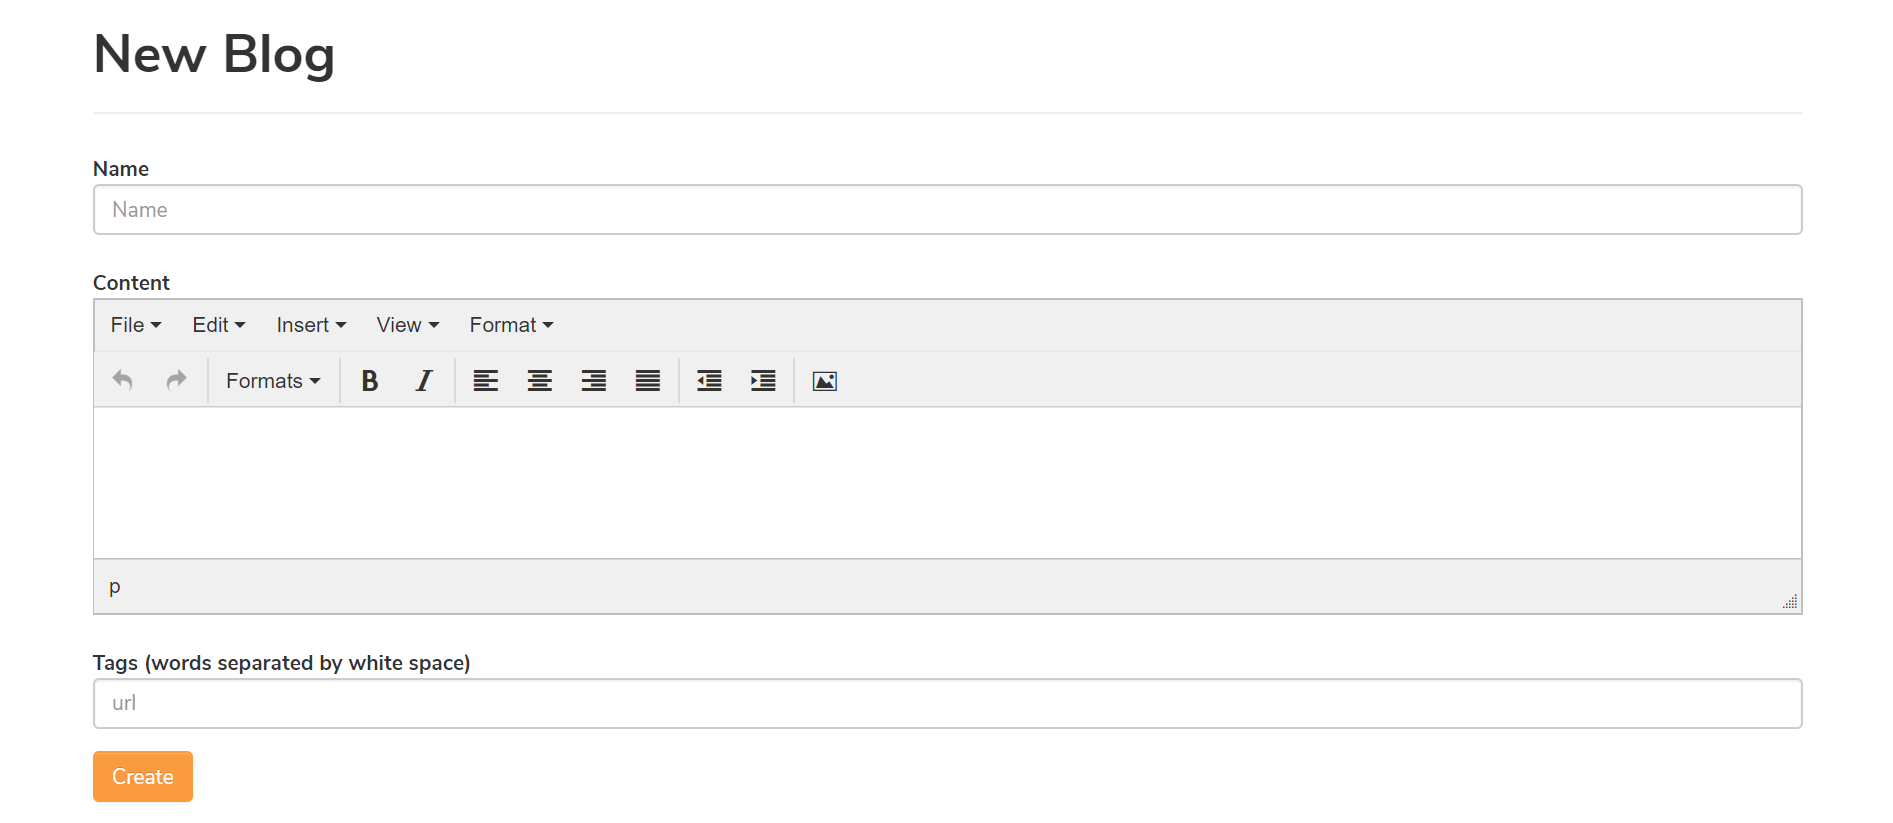 New Blog
Name
Name
Content
File Edit Insert View Format
Formats B I
p
Tags (words separated by white space)
url
Create